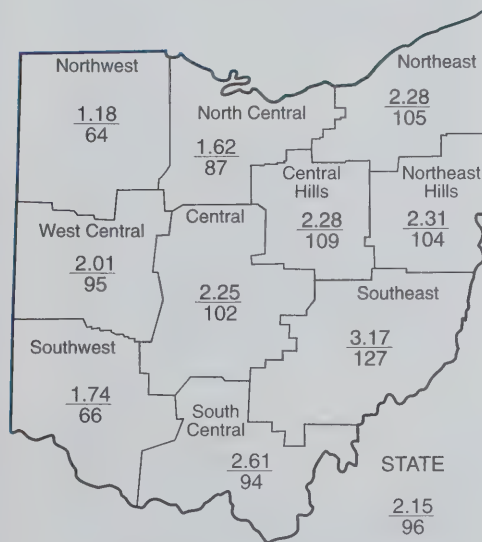 Northwest
1.18
64
North Central
1.62
87
Northeast
2.28
105
Central
Hills
2.28
109
Northeast
Hills
2.31
104
West Central
2.01
95
Central
2.25
102
Southeast
3.17
127
Southwest
1.74
66
South
Central
2.61
94
STATE
2.15
96